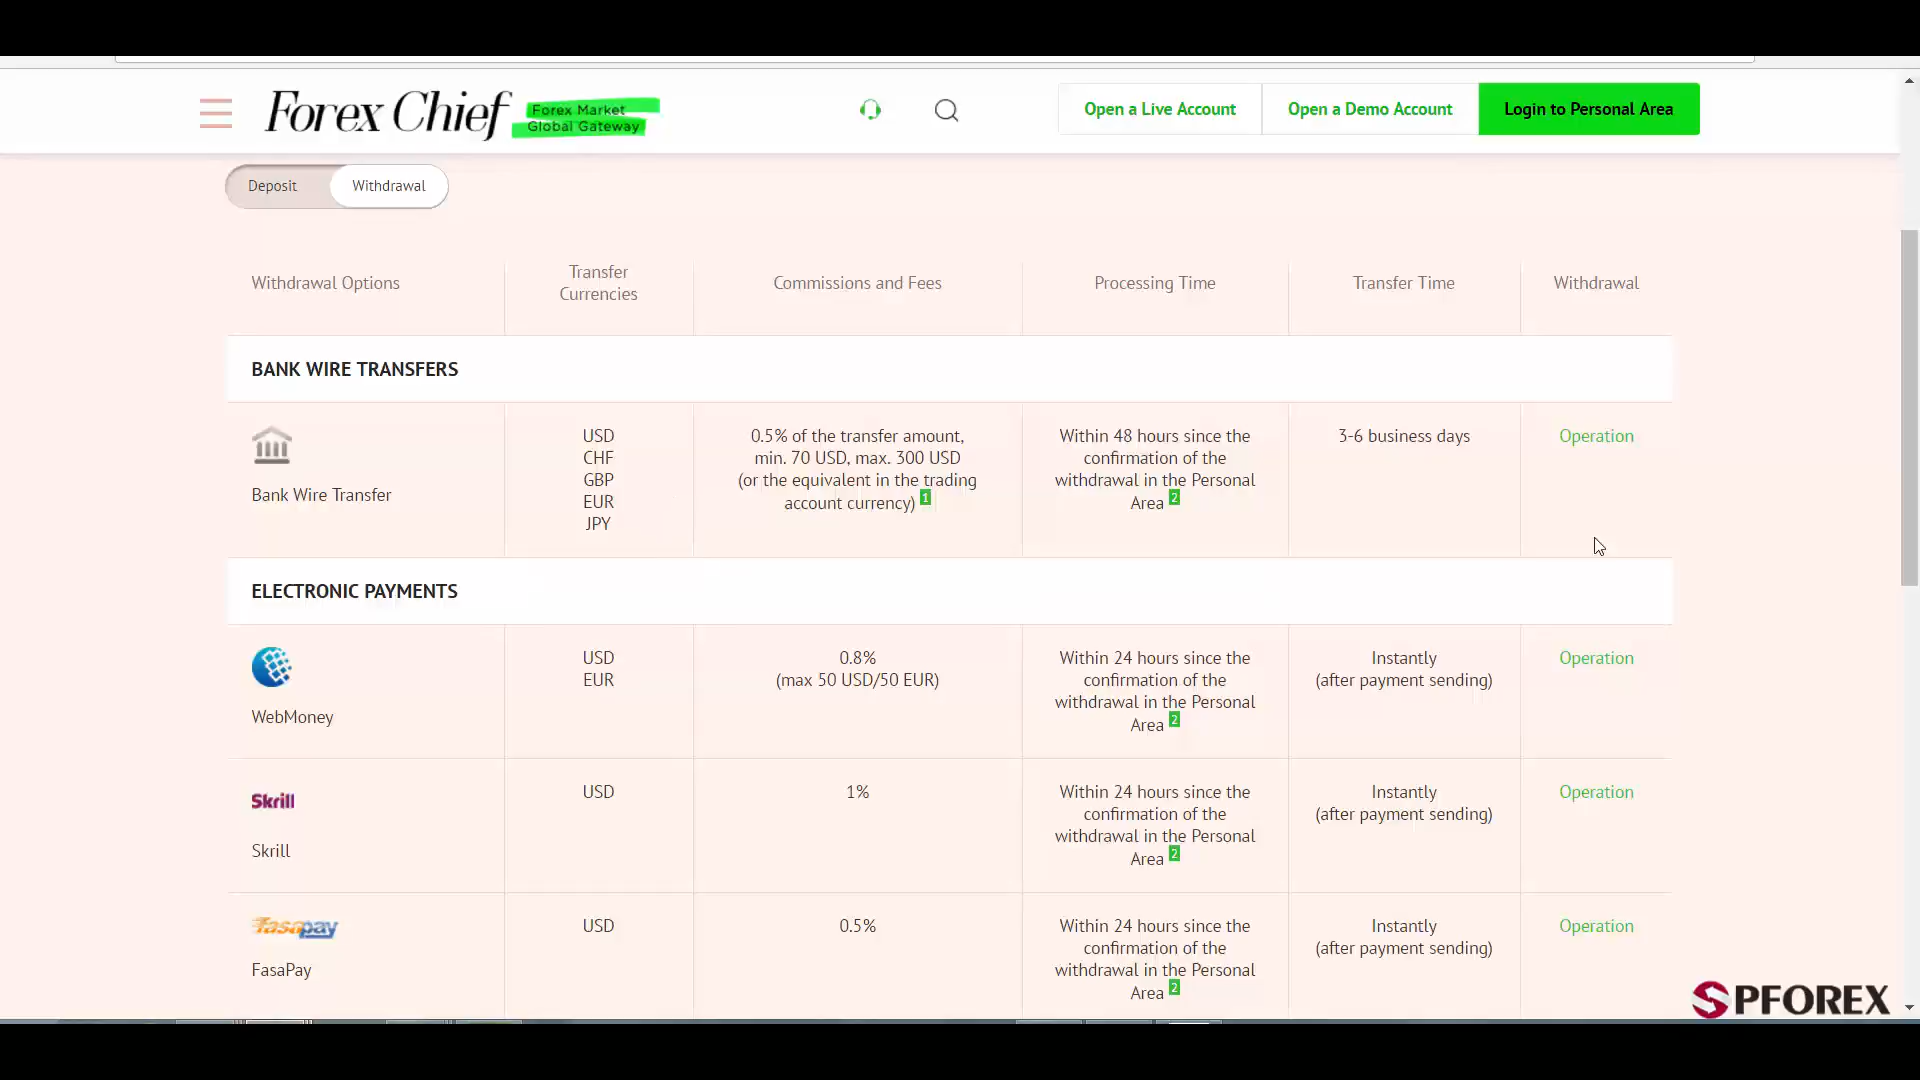 Forex Chief
Forex Market
Global Gateway
Open a Live Account
Open a Demo Account
Login to Personal Area
Deposit
Withdrawal
Withdrawal Options
Transfer
Currencies
Commissions and Fees
Processing Time
Transfer Time
Withdrawal
BANK WIRE TRANSFERS
Bank Wire Transfer
USD
CHF
GBP
EUR
JPY
0.5% of the transfer amount,
min. 70 USD, max. 300 USD
(or the equivalent in the trading
account currency) 1
Within 48 hours since the
confirmation of the
withdrawal in the Personal
Area 2
3-6 business days
Operation
ELECTRONIC PAYMENTS
WebMoney
USD
EUR
0.8%
(max 50 USD/50 EUR)
Within 24 hours since the
confirmation of the
withdrawal in the Personal
Area 2
Instantly
(after payment sending)
Operation
Skrill
Skrill
USD
1%
Within 24 hours since the
confirmation of the
withdrawal in the Personal
Area 2
Instantly
(after payment sending)
Operation
fasapay
FasaPay
USD
0.5%
Within 24 hours since the
confirmation of the
withdrawal in the Personal
Area 2
Instantly
(after payment sending)
Operation
SPFOREX